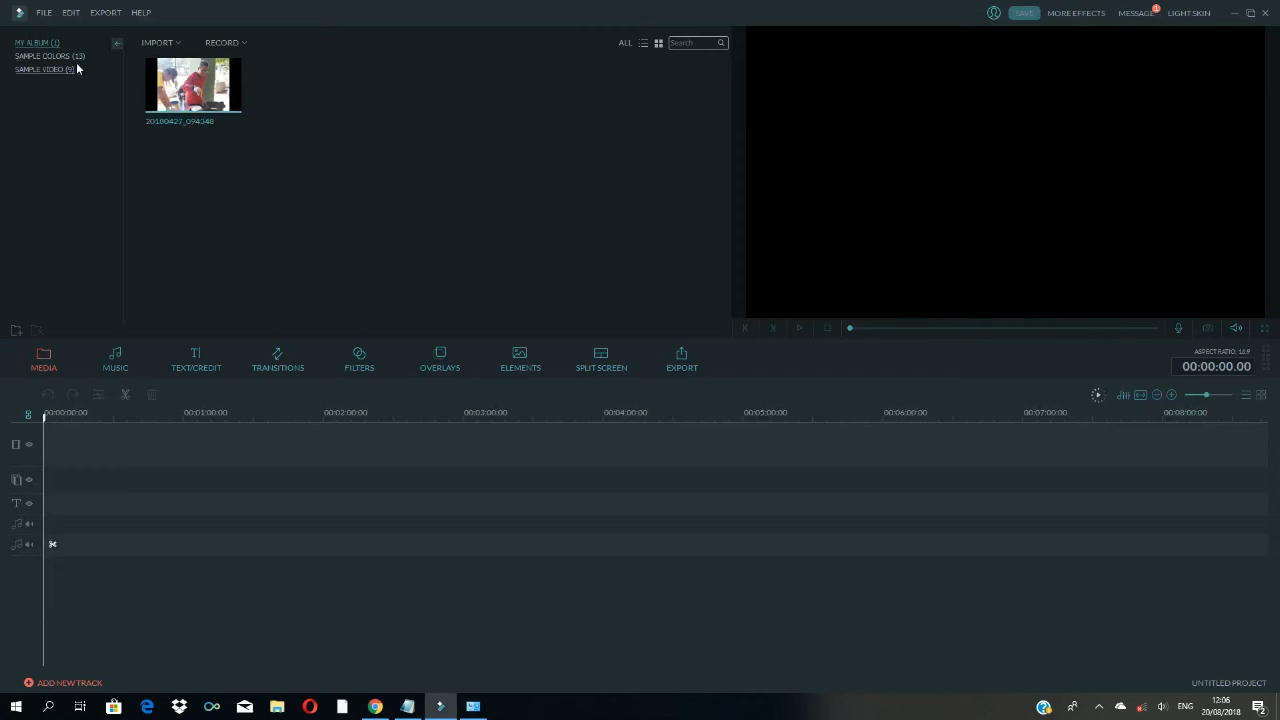 FILE EDIT EXPORT HELP
SAVE MORE EFFECTS MESSAGE 1 LIGHT SKIN
MY ALBUM (1)
SAMPLE COLORS (13)
SAMPLE VIDEO (9)
IMPORT RECORD
ALL Search
20180427_094348
MEDIA MUSIC TEXT/CREDIT TRANSITIONS FILTERS OVERLAYS ELEMENTS SPLIT SCREEN EXPORT
ASPECT RATIO: 16:9
00:00:00.00
00:00:00:00 00:01:00:00 00:02:00:00 00:03:00:00 00:04:00:00 00:05:00:00 00:06:00:00 00:07:00:00 00:08:00:00
ADD NEW TRACK
UNTITLED PROJECT
ENG
12:06
20/08/2018
2